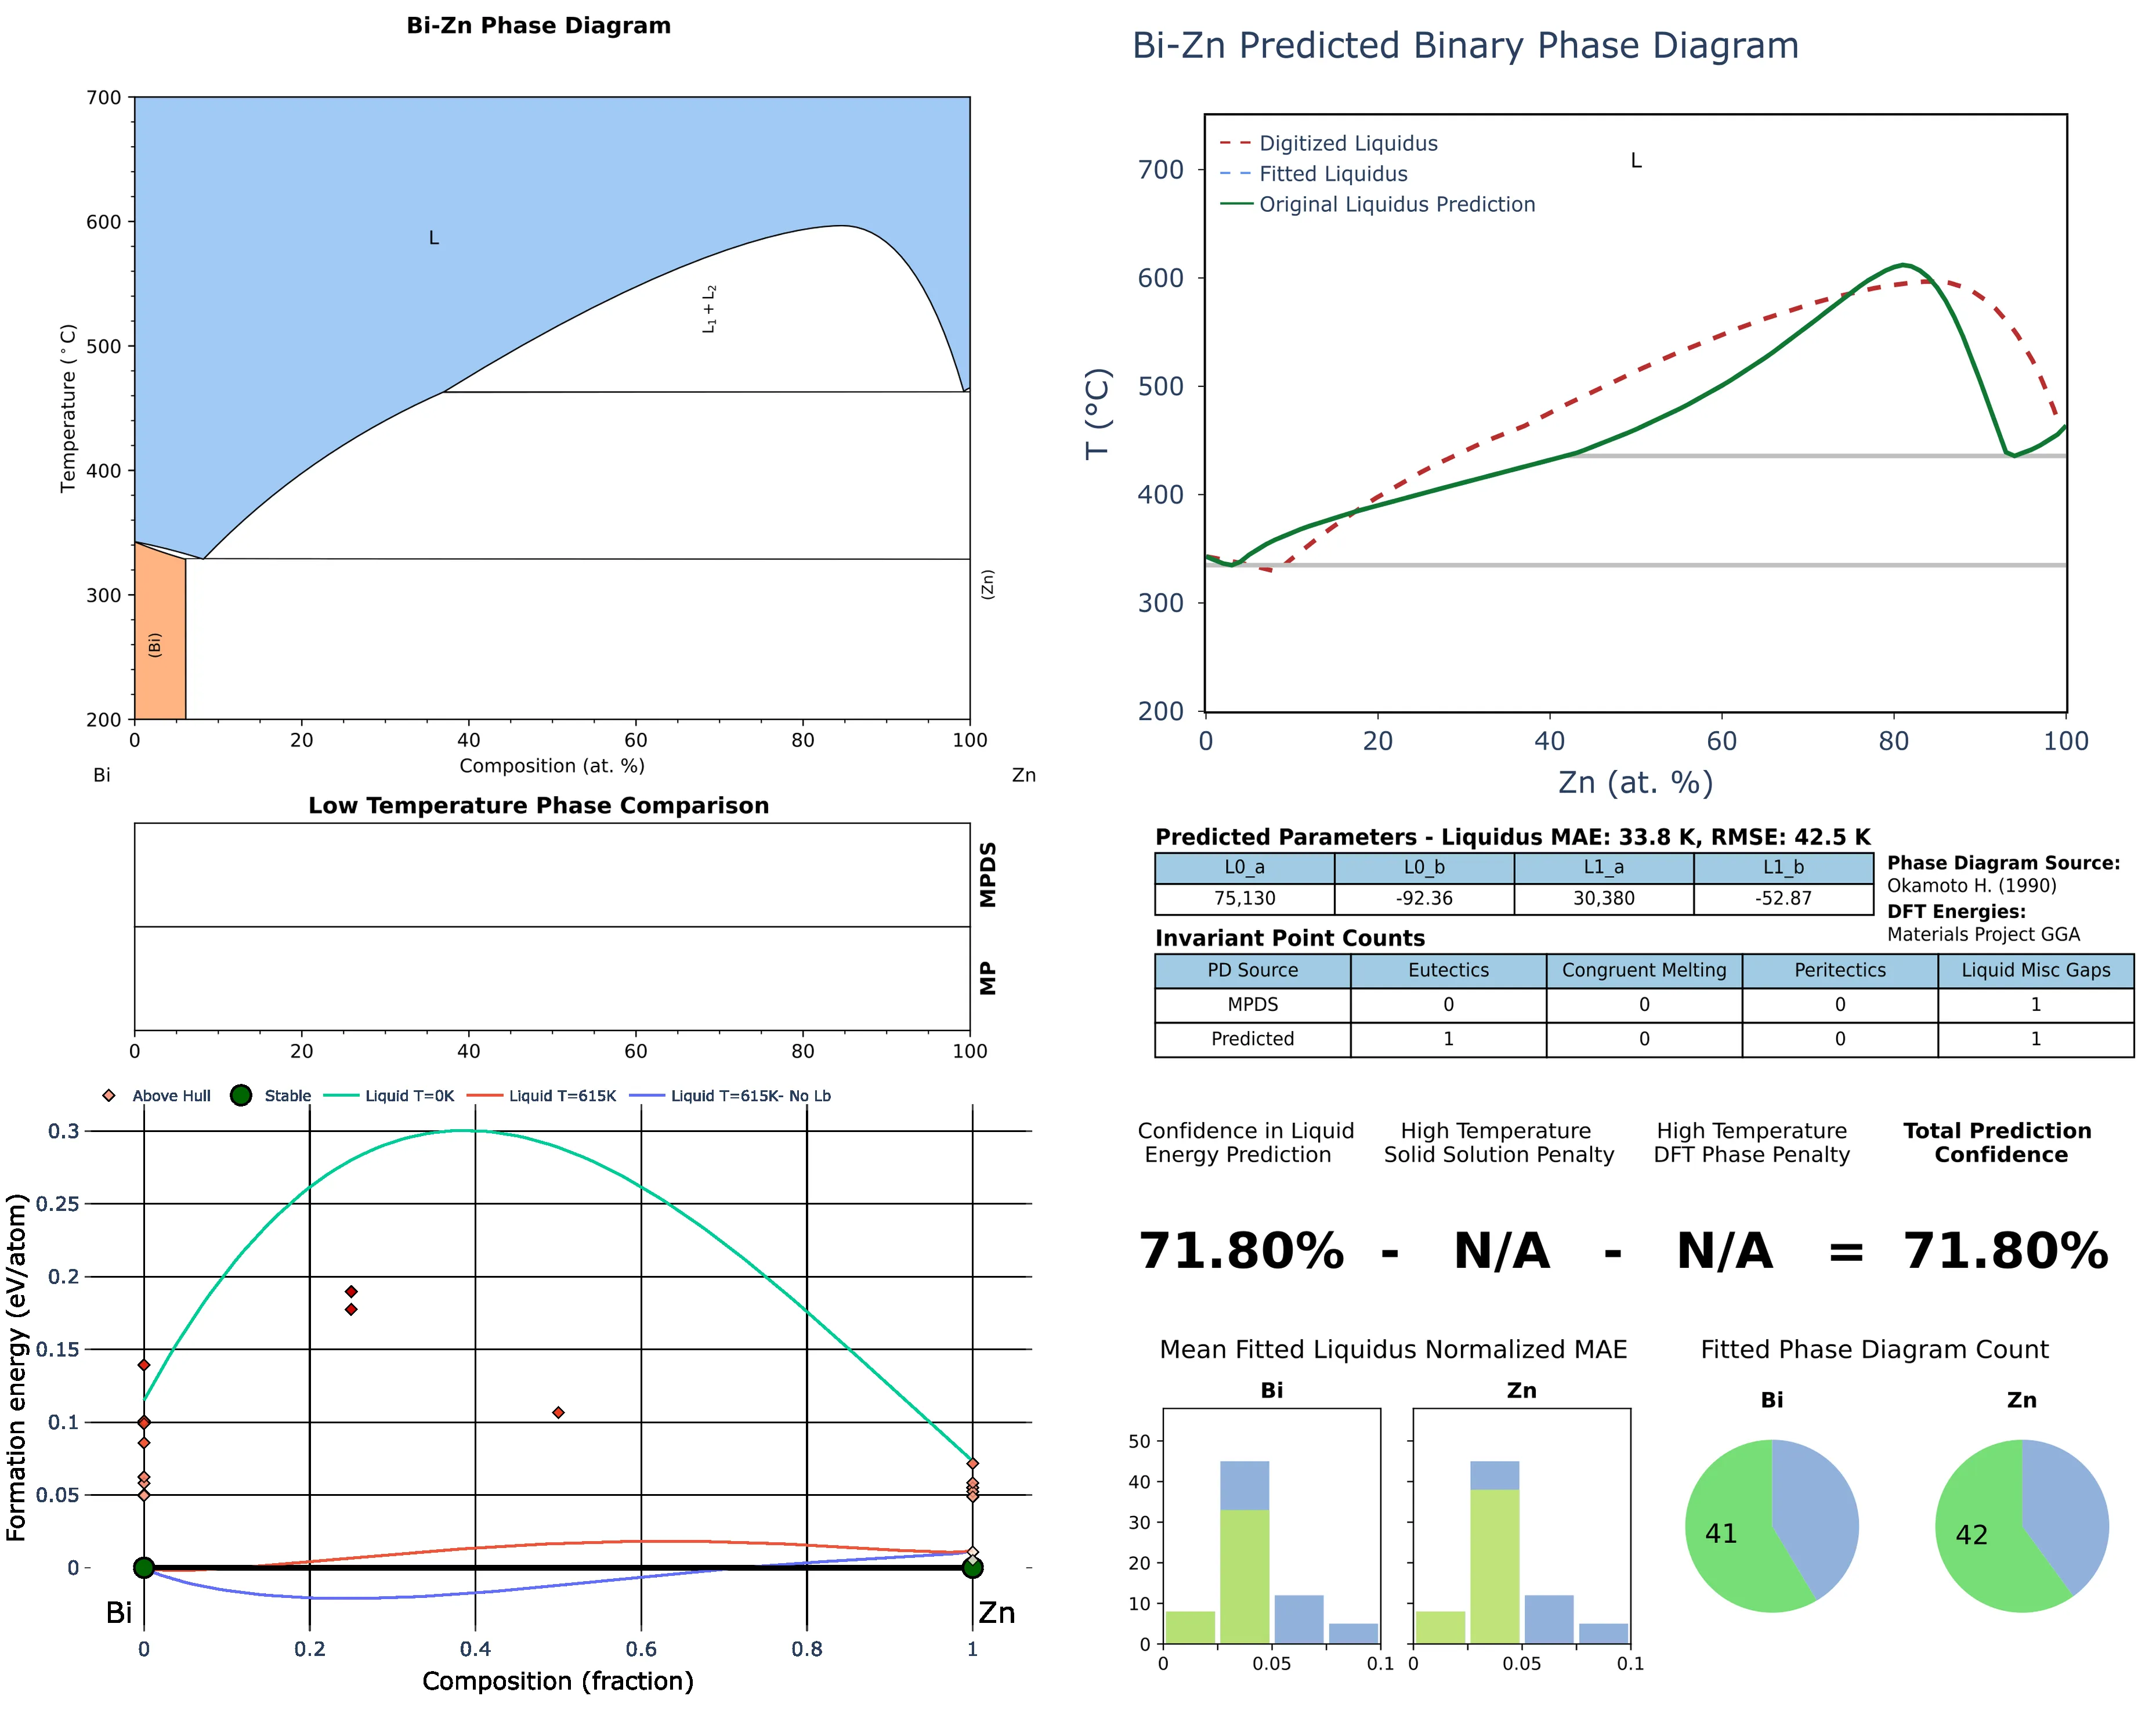 Bi-Zn Phase Diagram
700
600
500
400
300
200
Temperature (°C)
L
L1 + L2
(Bi)
(Zn)
0 20 40 60 80 100
Composition (at. %)
Bi Zn
Bi-Zn Predicted Binary Phase Diagram
Digitized Liquidus
Fitted Liquidus
Original Liquidus Prediction
L
700
600
500
400
300
200
T (°C)
0 20 40 60 80 100
Zn (at. %)
Low Temperature Phase Comparison
MPDS
MP
0 20 40 60 80 100
Predicted Parameters - Liquidus MAE: 33.8 K, RMSE: 42.5 K
L0_a L0_b L1_a L1_b
75,130 -92.36 30,380 -52.87
Phase Diagram Source:
Okamoto H. (1990)
DFT Energies:
Materials Project GGA
Invariant Point Counts
PD Source Eutectics Congruent Melting Peritectics Liquid Misc Gaps
MPDS 0 0 0 1
Predicted 1 0 0 1
Above Hull Stable Liquid T=0K Liquid T=615K Liquid T=615K- No Lb
0.3
0.25
0.2
0.15
0.1
0.05
0
Formation energy (eV/atom)
Bi Zn
0 0.2 0.4 0.6 0.8 1
Composition (fraction)
Confidence in Liquid
Energy Prediction
High Temperature
Solid Solution Penalty
High Temperature
DFT Phase Penalty
Total Prediction
Confidence
71.80% - N/A - N/A = 71.80%
Mean Fitted Liquidus Normalized MAE
Bi Zn
50
40
30
20
10
0
0 0.05 0.1 0 0.05 0.1
Fitted Phase Diagram Count
Bi Zn
41 42